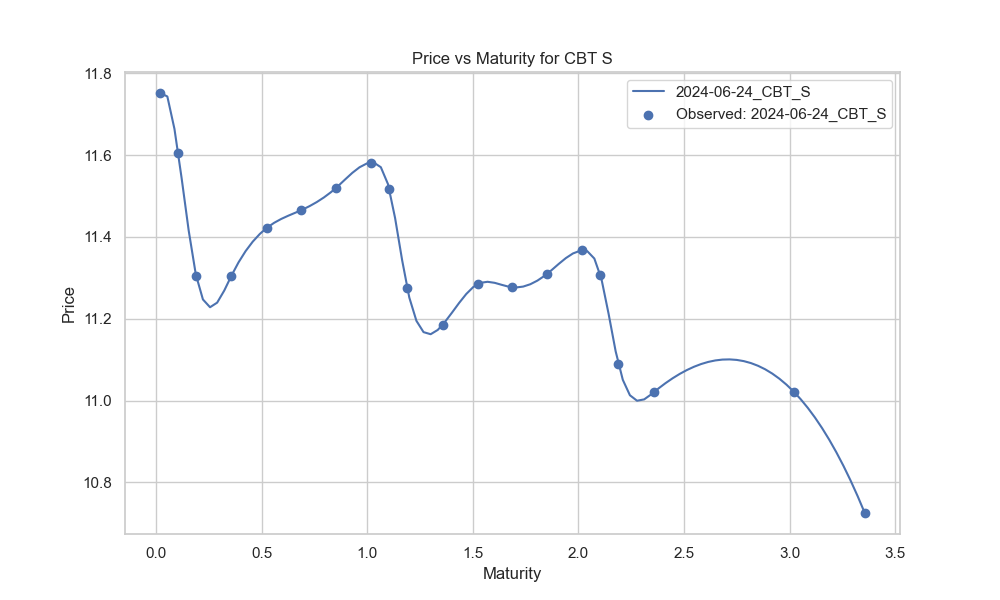 Price vs Maturity for CBT S
2024-06-24_CBT_S
Observed: 2024-06-24_CBT_S
Price
11.8
11.6
11.4
11.2
11.0
10.8
0.0 0.5 1.0 1.5 2.0 2.5 3.0 3.5
Maturity